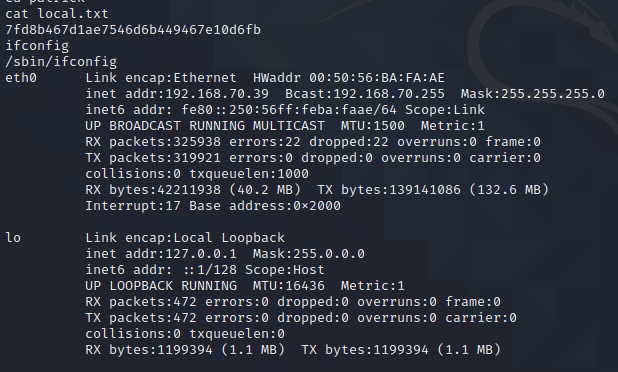 cd patrick
cat local.txt
7fd8b467d1ae7546d6b449467e10d6fb
ifconfig
/sbin/ifconfig
eth0      Link encap:Ethernet  HWaddr 00:50:56:BA:FA:AE
          inet addr:192.168.70.39  Bcast:192.168.70.255  Mask:255.255.255.0
          inet6 addr: fe80::250:56ff:feba:faae/64 Scope:Link
          UP BROADCAST RUNNING MULTICAST  MTU:1500  Metric:1
          RX packets:325938 errors:22 dropped:22 overruns:0 frame:0
          TX packets:319921 errors:0 dropped:0 overruns:0 carrier:0
          collisions:0 txqueuelen:1000
          RX bytes:42211938 (40.2 MB)  TX bytes:139141086 (132.6 MB)
          Interrupt:17 Base address:0×2000
lo        Link encap:Local Loopback
          inet addr:127.0.0.1  Mask:255.0.0.0
          inet6 addr: ::1/128 Scope:Host
          UP LOOPBACK RUNNING  MTU:16436  Metric:1
          RX packets:472 errors:0 dropped:0 overruns:0 frame:0
          TX packets:472 errors:0 dropped:0 overruns:0 carrier:0
          collisions:0 txqueuelen:0
          RX bytes:1199394 (1.1 MB)  TX bytes:1199394 (1.1 MB)